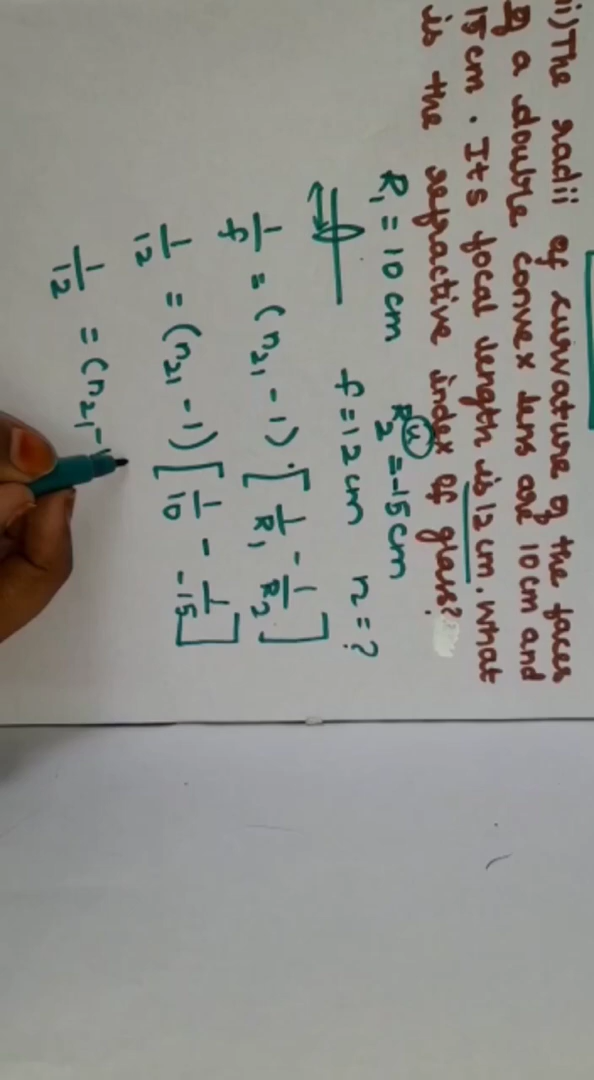 ii) The radii of curvature of the faces
of a double convex lens are 10 cm and
15 cm. Its focal length is 12 cm. What
is the refractive index of glass?
R₁ = 10 cm R₂ = -15 cm
f = 12 cm n = ?
1/f = (n₂₁ - 1) [1/R₁ - 1/R₂]
1/12 = (n₂₁ - 1) [1/10 - 1/-15]
1/12 = (n₂₁ -